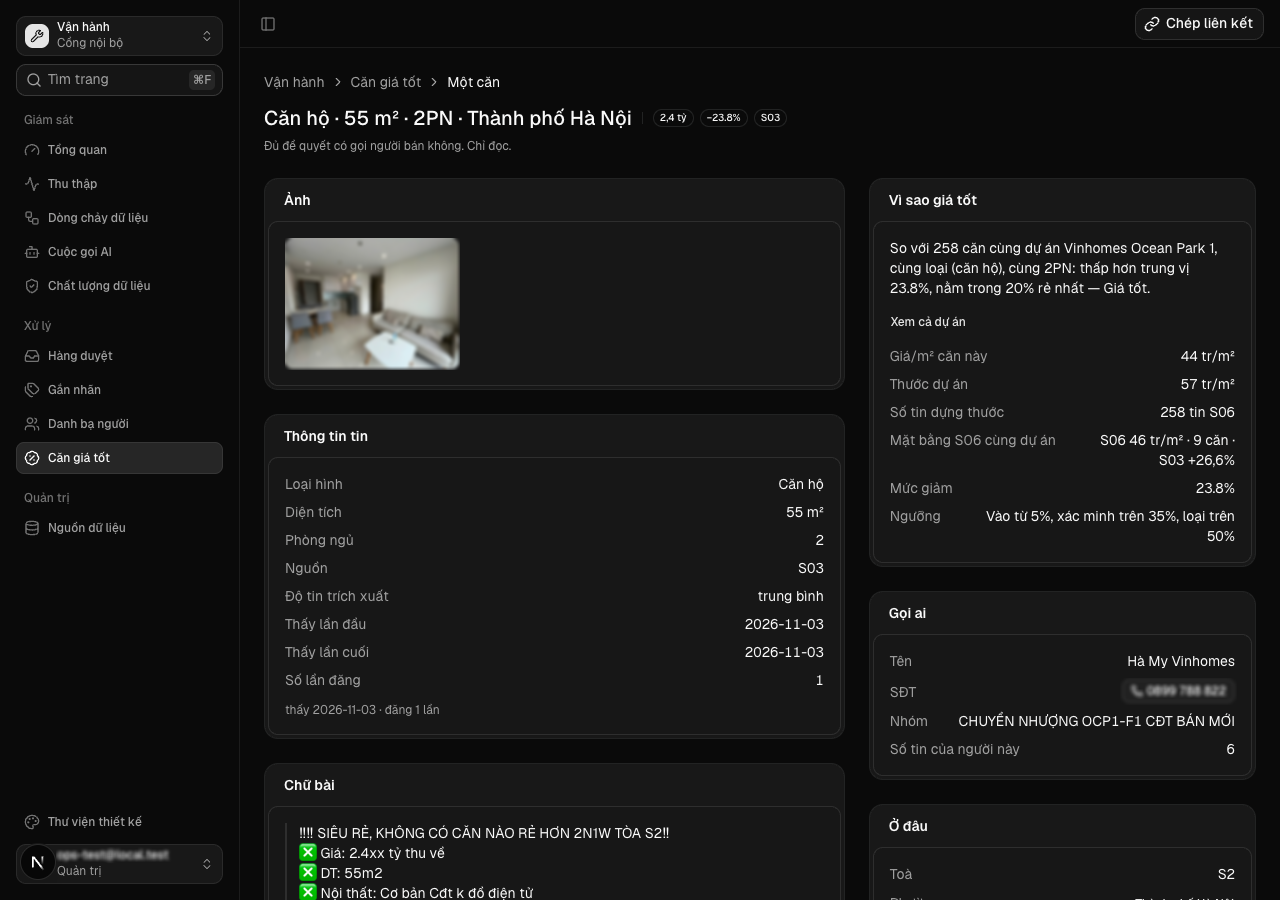 Vận hành
Cổng nội bộ
Tìm trang
⌘F
Giám sát
Tổng quan
Thu thập
Dòng chảy dữ liệu
Cuộc gọi AI
Chất lượng dữ liệu
Xử lý
Hàng duyệt
Gắn nhãn
Danh bạ người
Căn giá tốt
Quản trị
Nguồn dữ liệu
Thư viện thiết kế
N
Quản trị
Chép liên kết
Vận hành > Căn giá tốt > Một căn
Căn hộ · 55 m² · 2PN · Thành phố Hà Nội
2,4 tỷ
−23.8%
S03
Đủ để quyết có gọi người bán không. Chỉ đọc.
Ảnh
Thông tin tin
Loại hình Căn hộ
Diện tích 55 m²
Phòng ngủ 2
Nguồn S03
Độ tin trích xuất trung bình
Thấy lần đầu 2026-11-03
Thấy lần cuối 2026-11-03
Số lần đăng 1
thấy 2026-11-03 · đăng 1 lần
Chữ bài
‼‼ SIÊU RẺ, KHÔNG CÓ CĂN NÀO RẺ HƠN 2N1W TÒA S2‼
❎ Giá: 2.4xx tỷ thu về
❎ DT: 55m2
❎ Nội thất: Cơ bản Cđt k đồ điện tử
Vì sao giá tốt
So với 258 căn cùng dự án Vinhomes Ocean Park 1,
cùng loại (căn hộ), cùng 2PN: thấp hơn trung vị
23.8%, nằm trong 20% rẻ nhất — Giá tốt.
Xem cả dự án
Giá/m² căn này 44 tr/m²
Thước dự án 57 tr/m²
Số tin dựng thước 258 tin S06
Mặt bằng S06 cùng dự án S06 46 tr/m² · 9 căn ·
S03 +26,6%
Mức giảm 23.8%
Ngưỡng Vào từ 5%, xác minh trên 35%, loại trên
50%
Gọi ai
Tên Hà My Vinhomes
SĐT
Nhóm CHUYỂN NHƯỢNG OCP1-F1 CĐT BÁN MỚI
Số tin của người này 6
Ở đâu
Toà S2